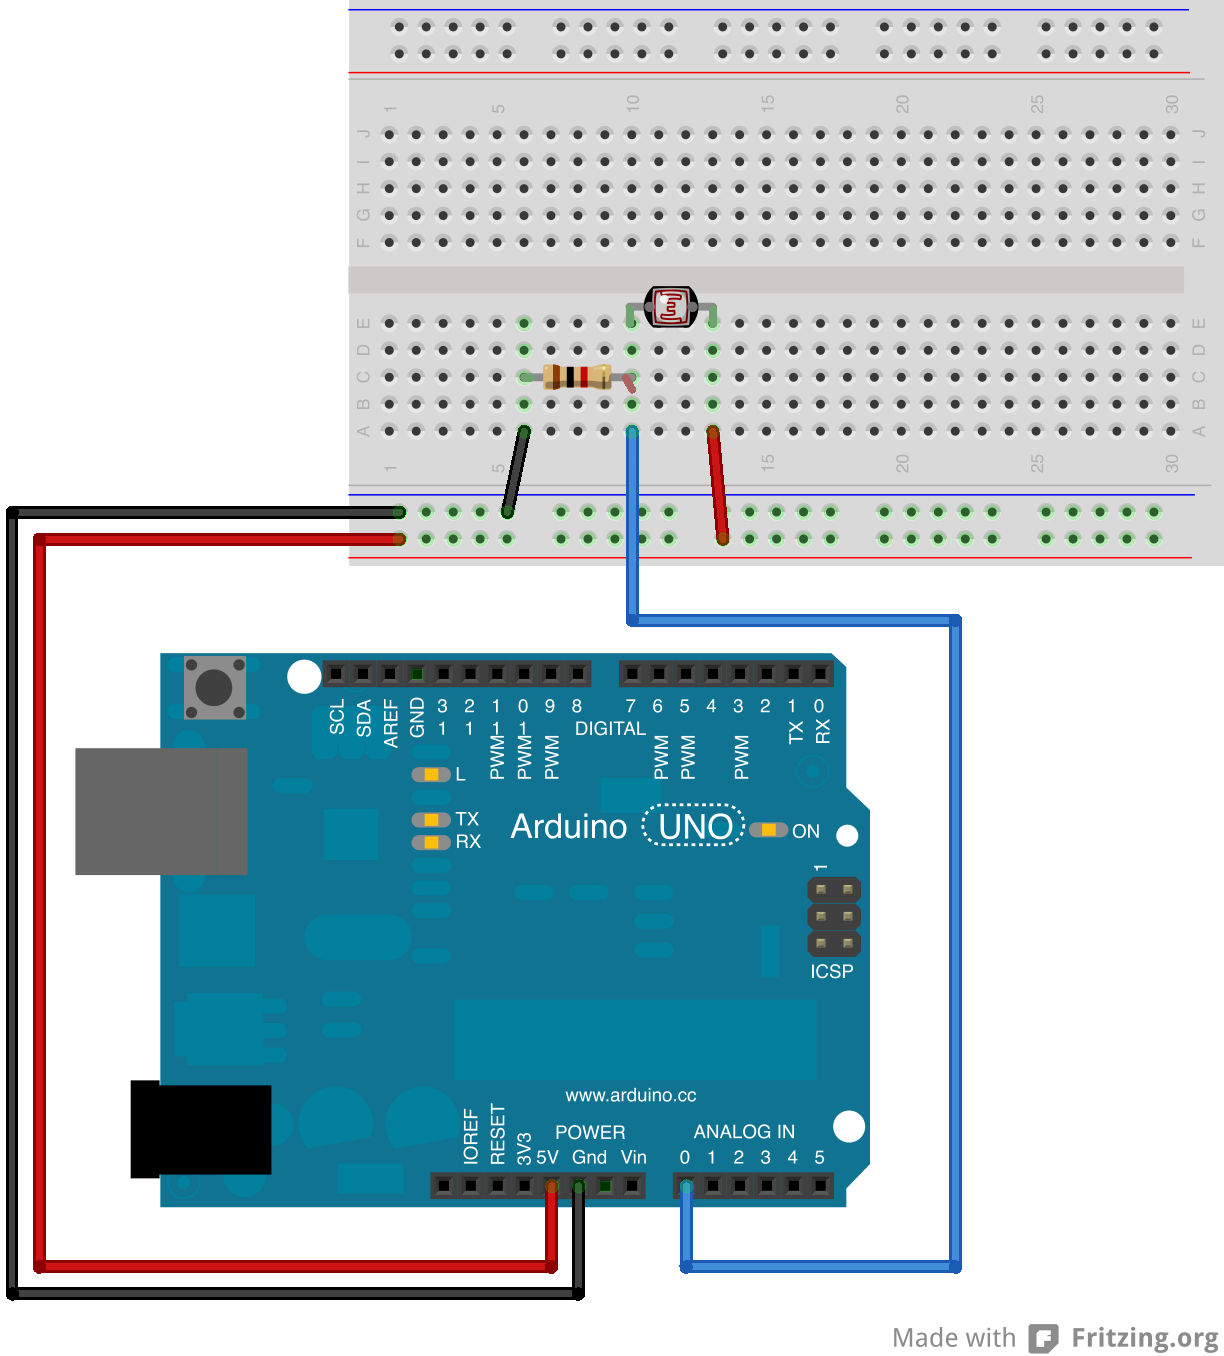 1 5 10 15 20 25 30
J J
I I
H H
G G
F F
E E
D D
C C
B B
A A
1 5 15 20 25 30
SCL SDA AREF GND 13 12 11 10 9 8 7 6 5 4 3 2 1 0
PWM PWM PWM PWM PWM PWM TX RX
DIGITAL
L
TX
RX
Arduino UNO ON
1
ICSP
www.arduino.cc
POWER ANALOG IN
IOREF RESET 3V3 5V Gnd Vin 0 1 2 3 4 5
Made with Fritzing.org